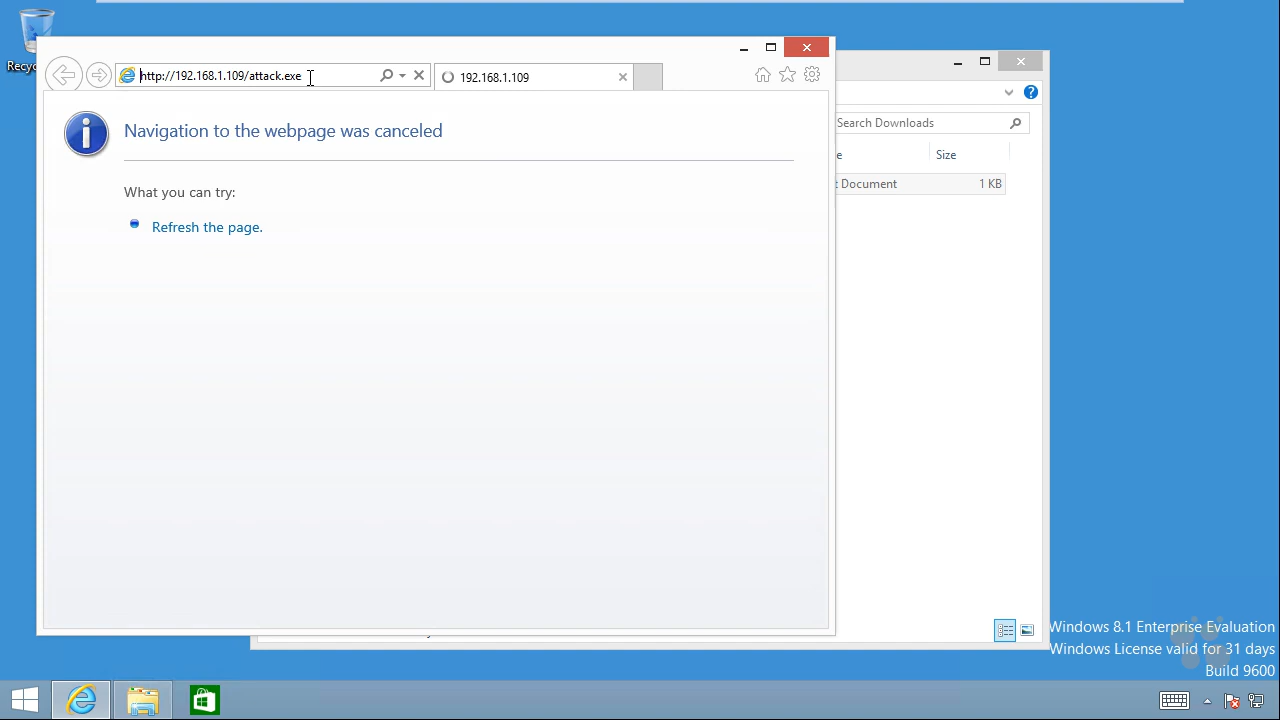 Recyc
http://192.168.1.109/attack.exe
192.168.1.109
Navigation to the webpage was canceled
What you can try:
Refresh the page.
Search Downloads
e
Size
t Document
1 KB
Windows 8.1 Enterprise Evaluation
Windows License valid for 31 days
Build 9600